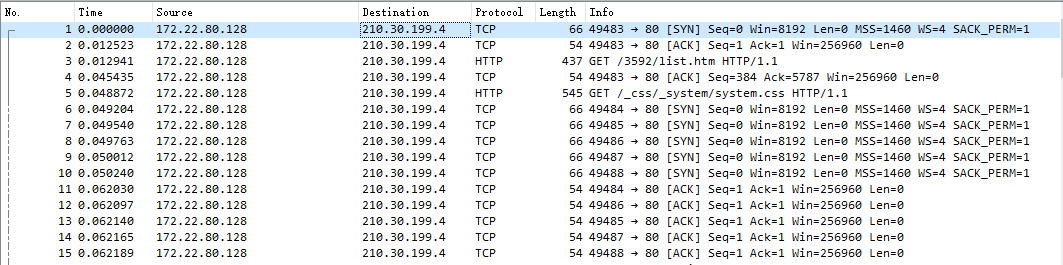 No. Time Source Destination Protocol Length Info
1 0.000000 172.22.80.128 210.30.199.4 TCP 66 49483 → 80 [SYN] Seq=0 Win=8192 Len=0 MSS=1460 WS=4 SACK_PERM=1
2 0.012523 172.22.80.128 210.30.199.4 TCP 54 49483 → 80 [ACK] Seq=1 Ack=1 Win=256960 Len=0
3 0.012941 172.22.80.128 210.30.199.4 HTTP 437 GET /3592/list.htm HTTP/1.1
4 0.045435 172.22.80.128 210.30.199.4 TCP 54 49483 → 80 [ACK] Seq=384 Ack=5787 Win=256960 Len=0
5 0.048872 172.22.80.128 210.30.199.4 HTTP 545 GET /_css/_system/system.css HTTP/1.1
6 0.049204 172.22.80.128 210.30.199.4 TCP 66 49484 → 80 [SYN] Seq=0 Win=8192 Len=0 MSS=1460 WS=4 SACK_PERM=1
7 0.049540 172.22.80.128 210.30.199.4 TCP 66 49485 → 80 [SYN] Seq=0 Win=8192 Len=0 MSS=1460 WS=4 SACK_PERM=1
8 0.049763 172.22.80.128 210.30.199.4 TCP 66 49486 → 80 [SYN] Seq=0 Win=8192 Len=0 MSS=1460 WS=4 SACK_PERM=1
9 0.050012 172.22.80.128 210.30.199.4 TCP 66 49487 → 80 [SYN] Seq=0 Win=8192 Len=0 MSS=1460 WS=4 SACK_PERM=1
10 0.050240 172.22.80.128 210.30.199.4 TCP 66 49488 → 80 [SYN] Seq=0 Win=8192 Len=0 MSS=1460 WS=4 SACK_PERM=1
11 0.062030 172.22.80.128 210.30.199.4 TCP 54 49484 → 80 [ACK] Seq=1 Ack=1 Win=256960 Len=0
12 0.062097 172.22.80.128 210.30.199.4 TCP 54 49486 → 80 [ACK] Seq=1 Ack=1 Win=256960 Len=0
13 0.062140 172.22.80.128 210.30.199.4 TCP 54 49485 → 80 [ACK] Seq=1 Ack=1 Win=256960 Len=0
14 0.062165 172.22.80.128 210.30.199.4 TCP 54 49487 → 80 [ACK] Seq=1 Ack=1 Win=256960 Len=0
15 0.062189 172.22.80.128 210.30.199.4 TCP 54 49488 → 80 [ACK] Seq=1 Ack=1 Win=256960 Len=0